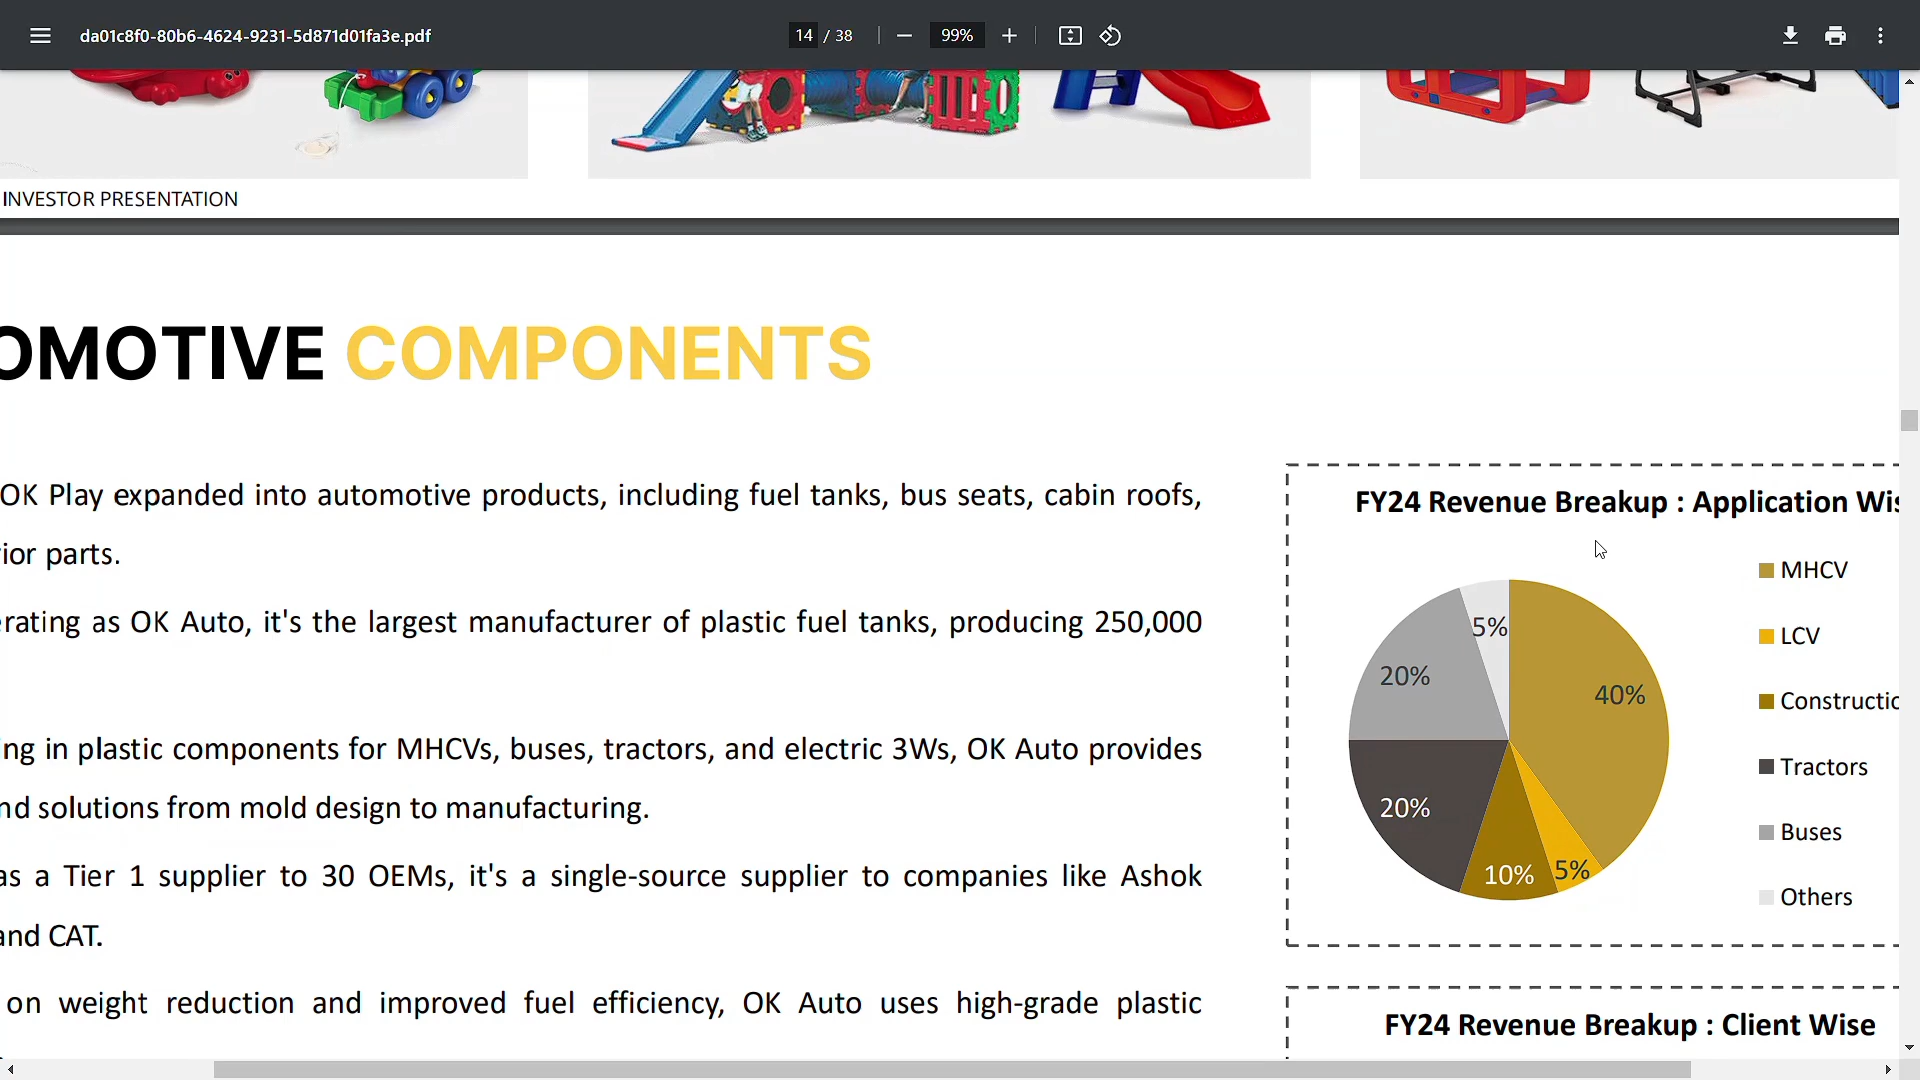 da01c8f0-80b6-4624-9231-5d871d01fa3e.pdf
14 / 38
99%
INVESTOR PRESENTATION
OMOTIVE COMPONENTS
OK Play expanded into automotive products, including fuel tanks, bus seats, cabin roofs,
ior parts.
erating as OK Auto, it's the largest manufacturer of plastic fuel tanks, producing 250,000
ing in plastic components for MHCVs, buses, tractors, and electric 3Ws, OK Auto provides
nd solutions from mold design to manufacturing.
as a Tier 1 supplier to 30 OEMs, it's a single-source supplier to companies like Ashok
and CAT.
on weight reduction and improved fuel efficiency, OK Auto uses high-grade plastic
FY24 Revenue Breakup : Application Wis
5%
40%
20%
20%
10%
5%
MHCV
LCV
Constructio
Tractors
Buses
Others
FY24 Revenue Breakup : Client Wise